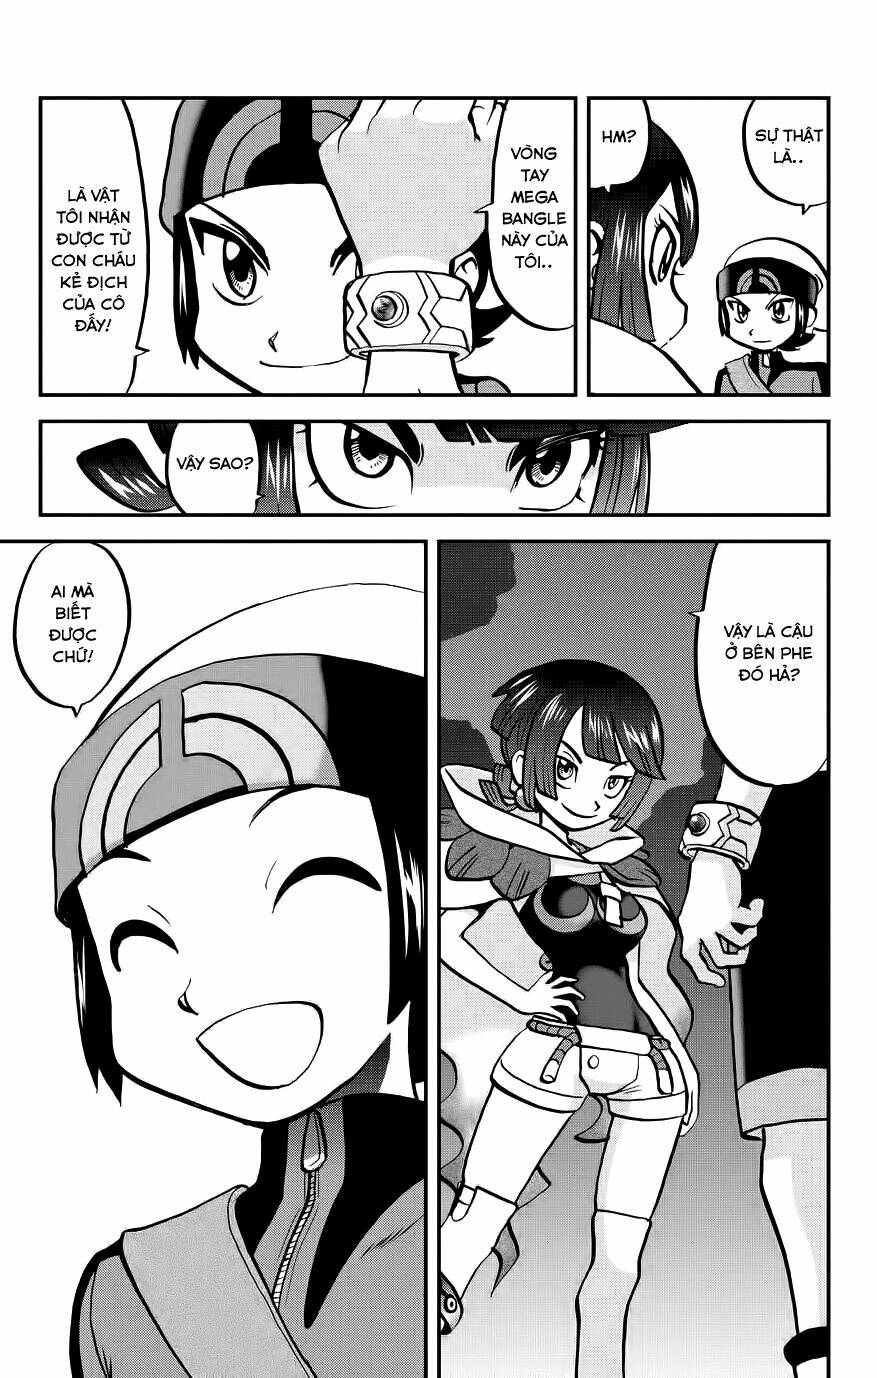 SỰ THẬT
LÀ..
HM?
VÒNG
TAY
MEGA
BANGLE
NÀY CỦA
TÔI..
LÀ VẬT
TÔI NHẬN
ĐƯỢC TỪ
CON CHÁU
KẺ ĐỊCH
CỦA CÔ
ĐẤY!
VẬY SAO?
VẬY LÀ CẬU
Ở BÊN PHE
ĐÓ HẢ?
AI MÀ
BIẾT
ĐƯỢC
CHỨ!